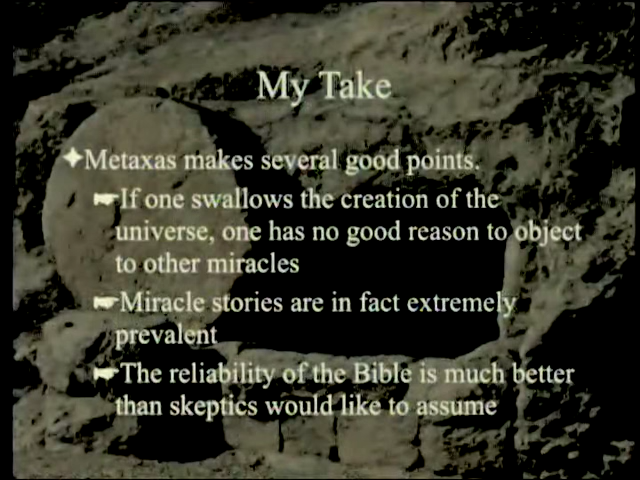 My Take
Metaxas makes several good points.
If one swallows the creation of the
universe, one has no good reason to object
to other miracles
Miracle stories are in fact extremely
prevalent
The reliability of the Bible is much better
than skeptics would like to assume